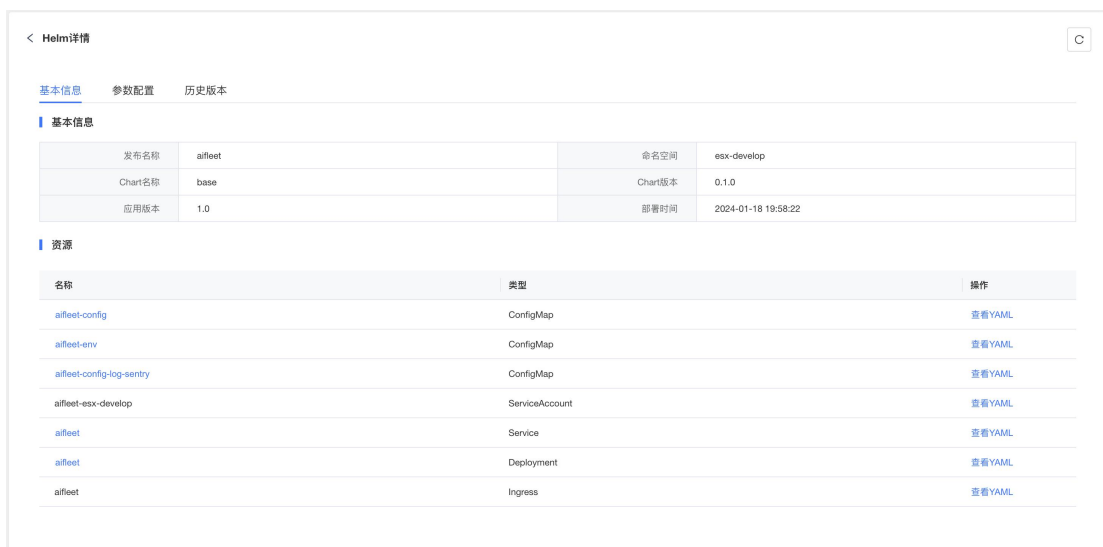 Helm详情
基本信息 参数配置 历史版本
基本信息
发布名称 aifleet 命名空间 esx-develop
Chart名称 base Chart版本 0.1.0
应用版本 1.0 部署时间 2024-01-18 19:58:22
资源
名称 类型 操作
aifleet-config ConfigMap 查看YAML
aifleet-env ConfigMap 查看YAML
aifleet-config-log-sentry ConfigMap 查看YAML
aifleet-esx-develop ServiceAccount 查看YAML
aifleet Service 查看YAML
aifleet Deployment 查看YAML
aifleet Ingress 查看YAML